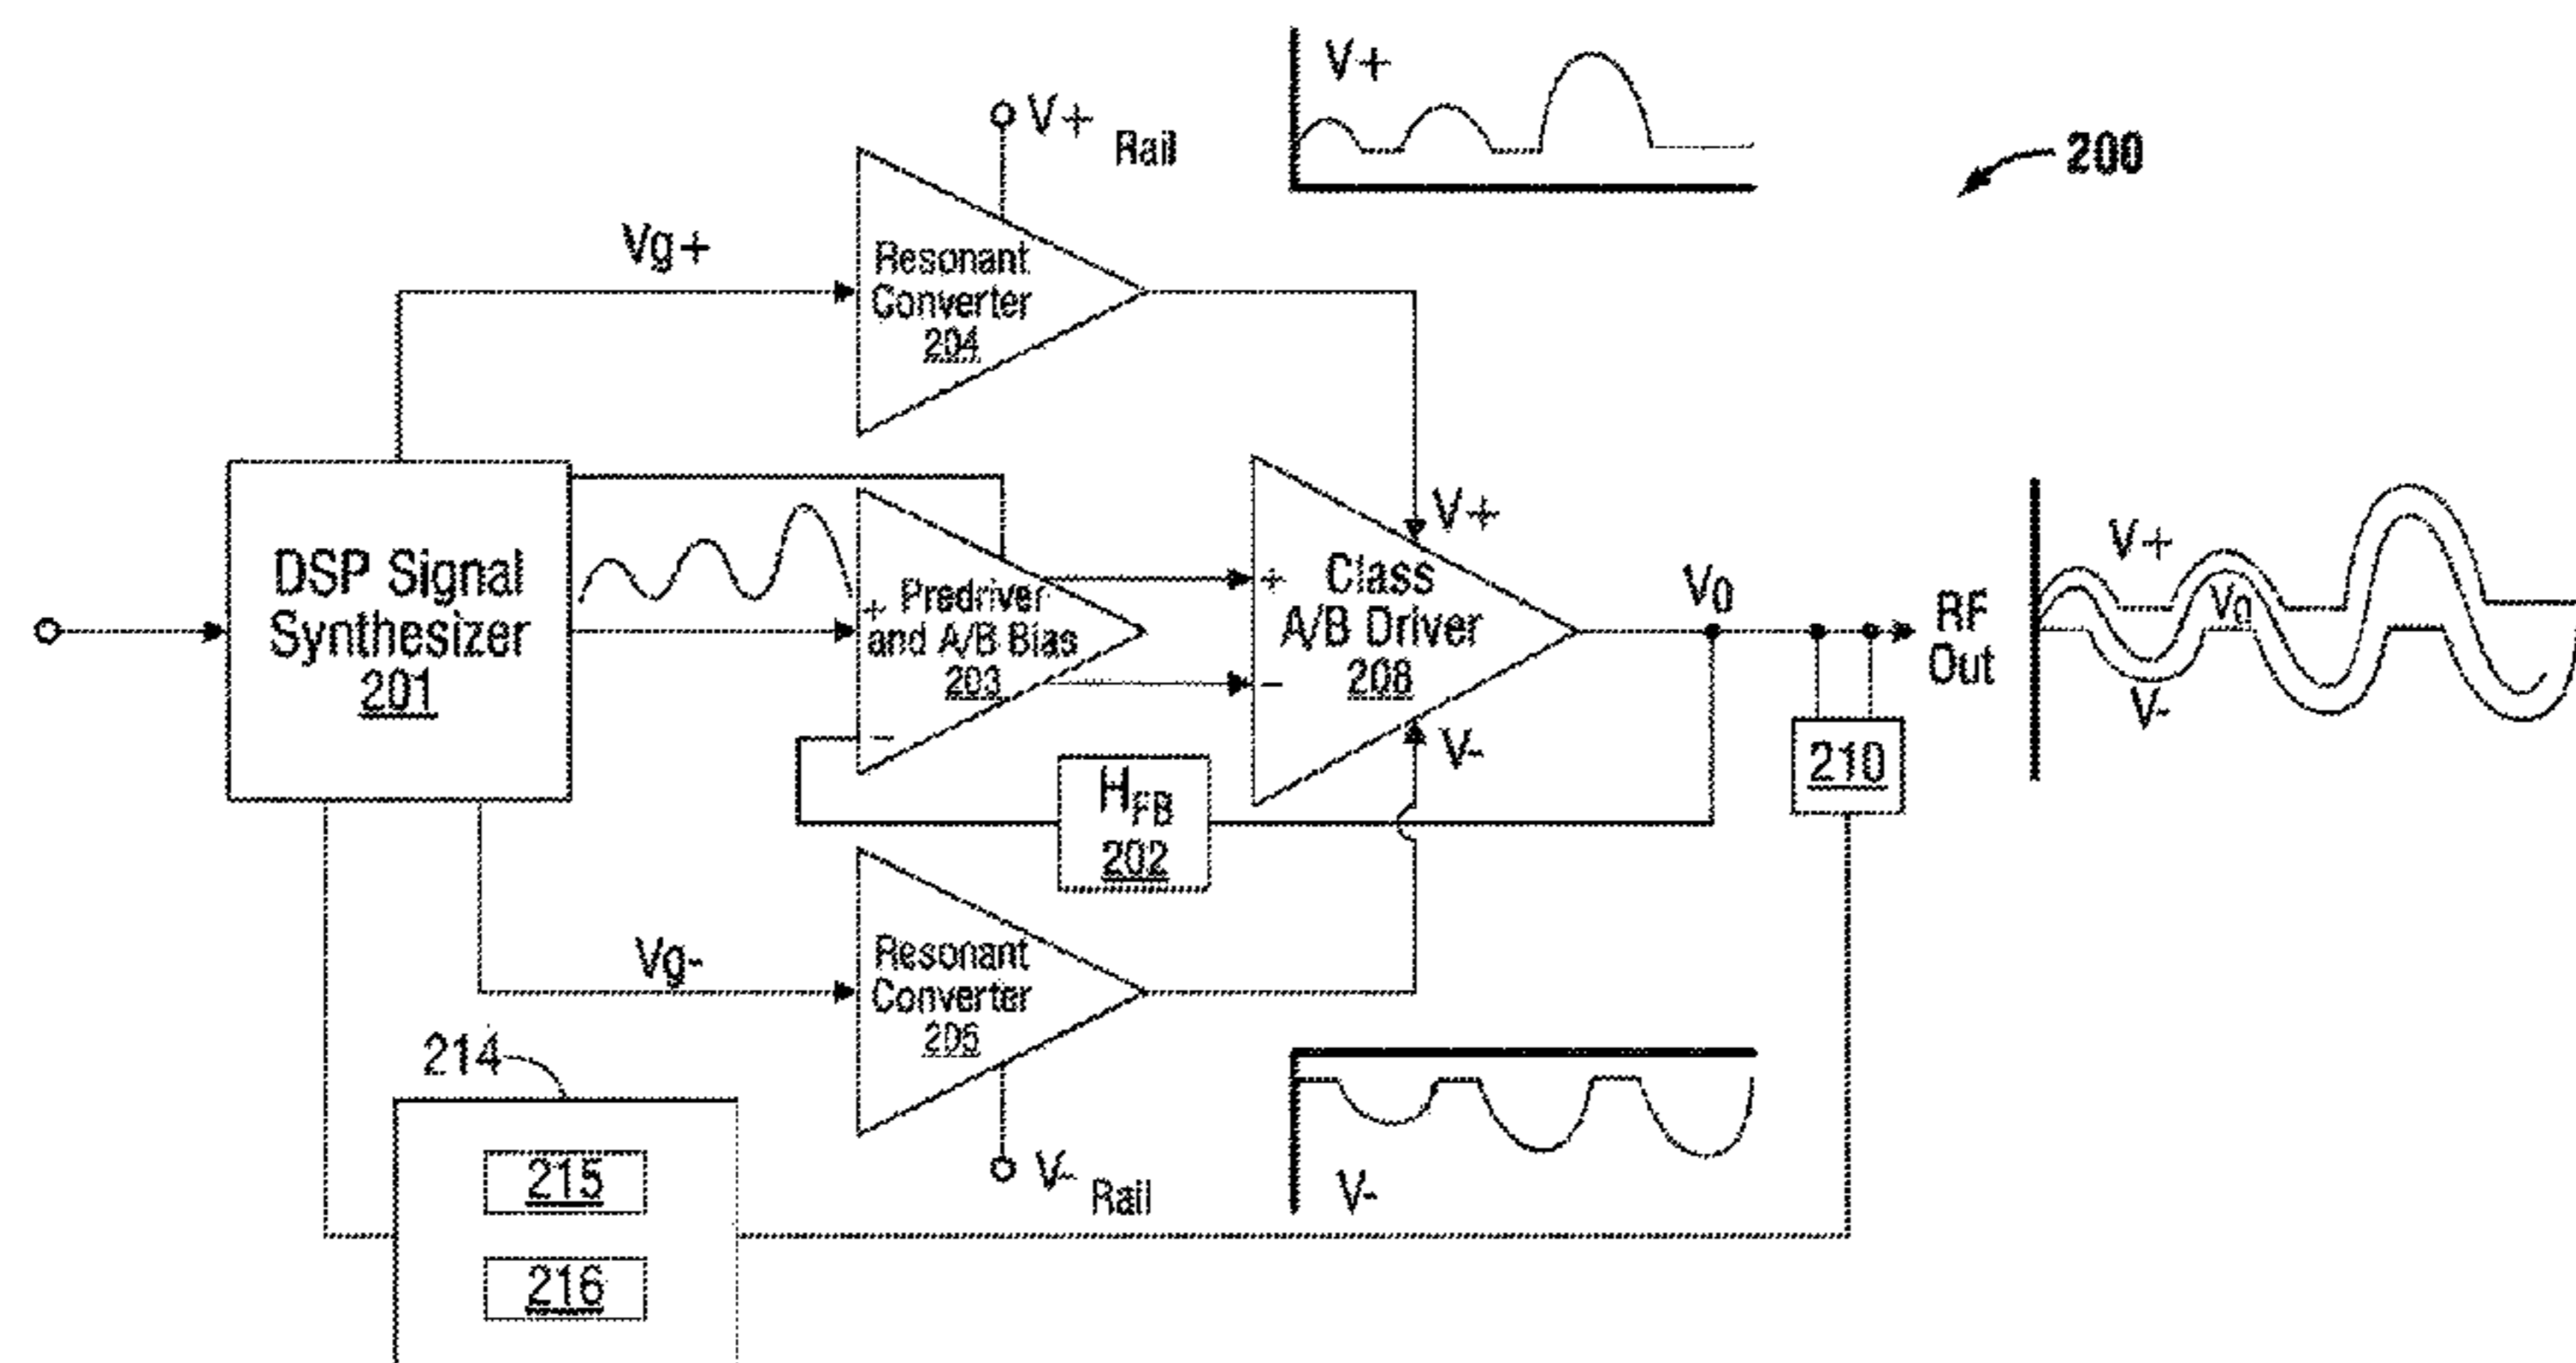 V+
V+ Rail
200
Vg+
Resonant
Converter
204
DSP Signal
Synthesizer
201
+ Predriver
and A/B Bias
203
−
V+
+
Class
A/B Driver
208
−
V-
V0
RF
Out
V+
V0
V-
210
HFB
202
Vg-
Resonant
Converter
205
V- Rail
V-
214
215
216